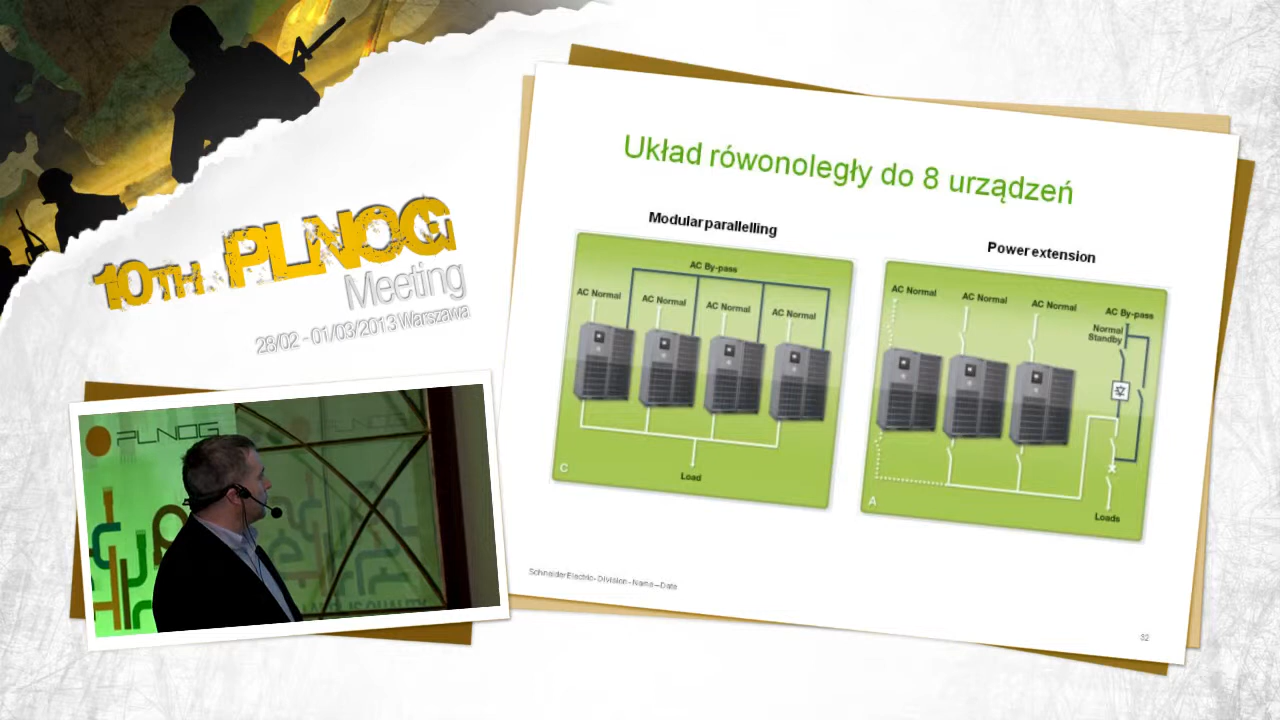 10TH PLNOG
Meeting
28/02 - 01/03/2013 Warszawa
PLNOG
Układ rówonoległy do 8 urządzeń
Modular parallelling
AC By-pass
AC Normal
AC Normal
AC Normal
AC Normal
C
Load
Power extension
AC Normal
AC Normal
AC Normal
AC By-pass
Normal
Standby
A
Loads
Schneider Electric - Division - Name – Date
32